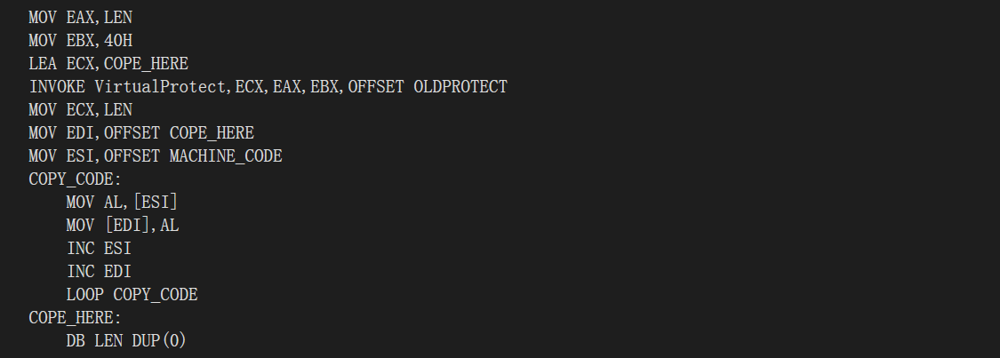 MOV EAX,LEN
MOV EBX,40H
LEA ECX,COPE_HERE
INVOKE VirtualProtect,ECX,EAX,EBX,OFFSET OLDPROTECT
MOV ECX,LEN
MOV EDI,OFFSET COPE_HERE
MOV ESI,OFFSET MACHINE_CODE
COPY_CODE:
MOV AL,[ESI]
MOV [EDI],AL
INC ESI
INC EDI
LOOP COPY_CODE
COPE_HERE:
DB LEN DUP(0)